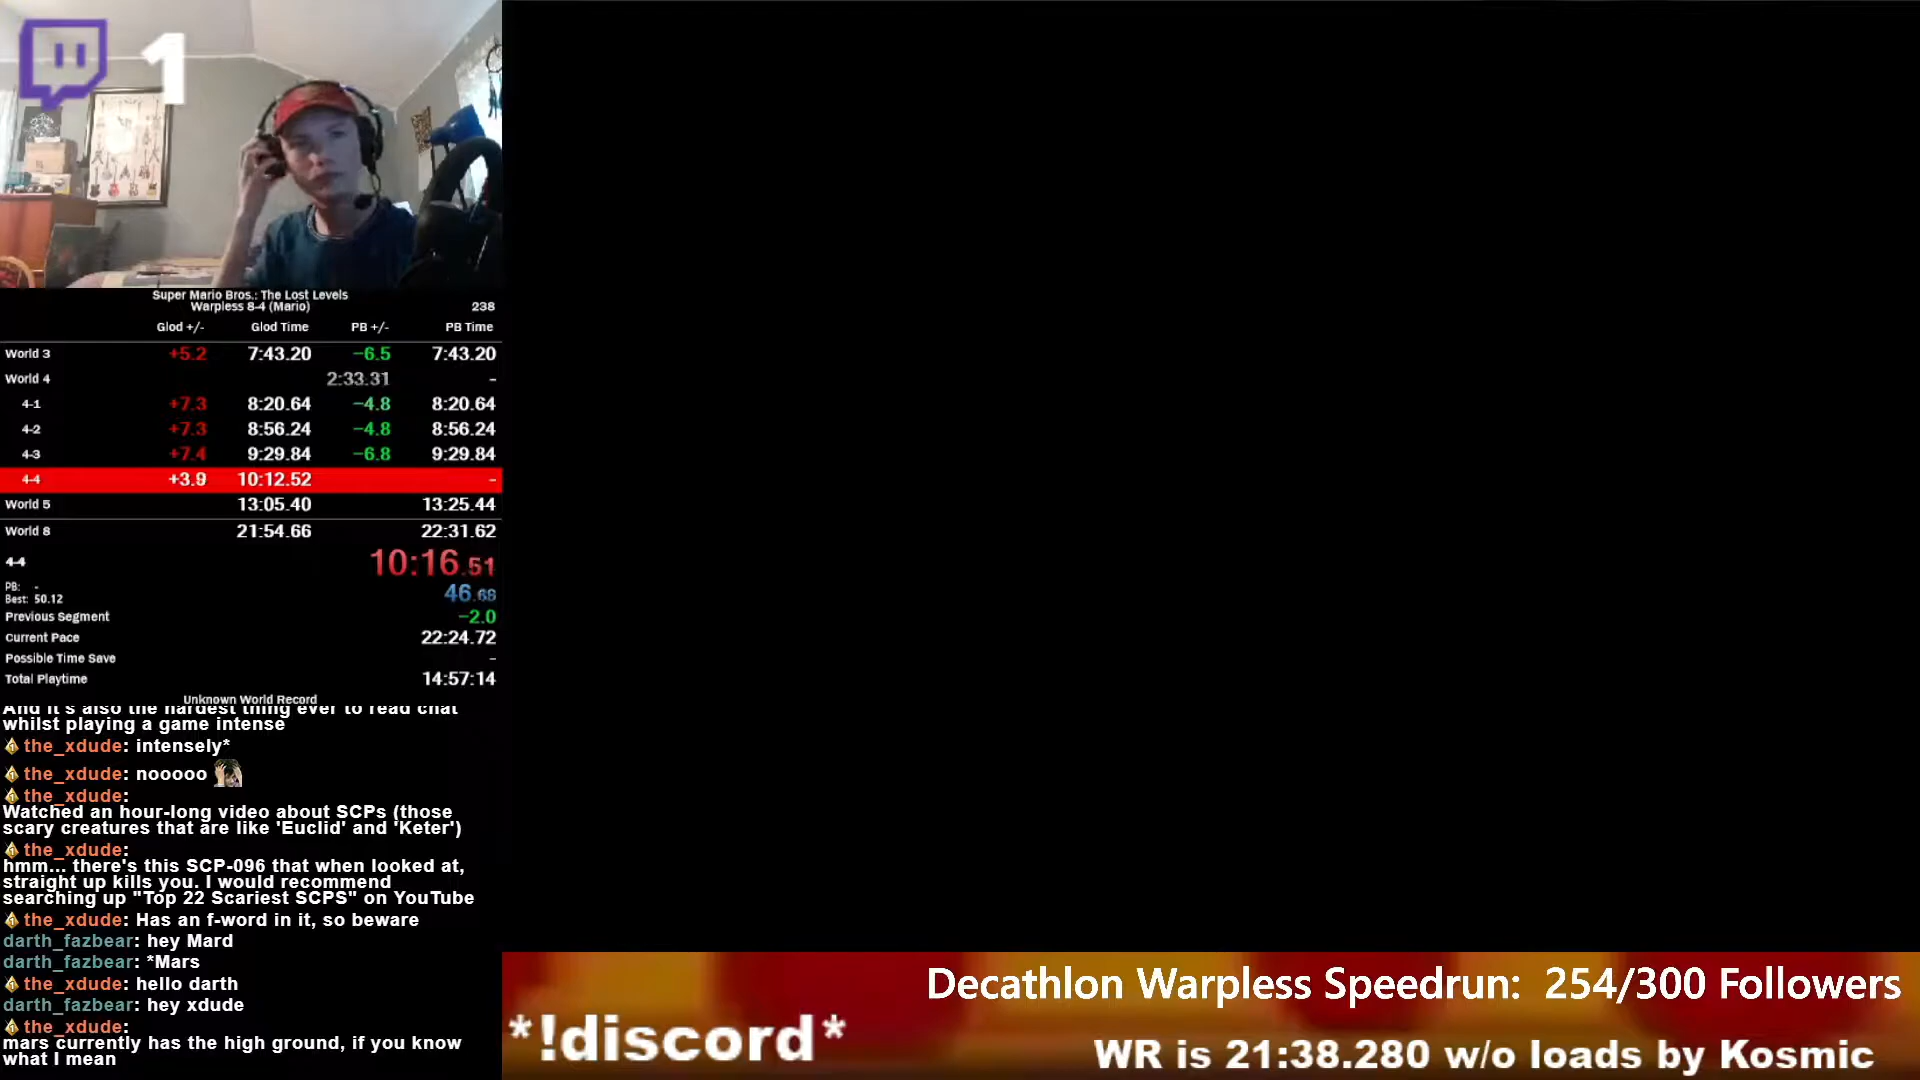 1
Super Mario Bros.: The Lost Levels
Warpless 8-4 (Mario) 238
Glod +/- Glod Time PB +/- PB Time
World 3 +5.2 7:43.20 −6.5 7:43.20
World 4 2:33.31 -
4-1 +7.3 8:20.64 −4.8 8:20.64
4-2 +7.3 8:56.24 −4.8 8:56.24
4-3 +7.4 9:29.84 −6.8 9:29.84
4-4 +3.9 10:12.52 -
World 5 13:05.40 13:25.44
World 8 21:54.66 22:31.62
4-4 10:16.51
PB: -
Best: 50.12 46.68
Previous Segment −2.0
Current Pace 22:24.72
Possible Time Save -
Total Playtime 14:57:14
Unknown World Record
And it's also the hardest thing ever to read chat
whilst playing a game intense
the_xdude: intensely*
the_xdude: nooooo
the_xdude:
Watched an hour-long video about SCPs (those
scary creatures that are like 'Euclid' and 'Keter')
the_xdude:
hmm... there's this SCP-096 that when looked at,
straight up kills you. I would recommend
searching up "Top 22 Scariest SCPS" on YouTube
the_xdude: Has an f-word in it, so beware
darth_fazbear: hey Mard
darth_fazbear: *Mars
the_xdude: hello darth
darth_fazbear: hey xdude
the_xdude:
mars currently has the high ground, if you know
what I mean
Decathlon Warpless Speedrun: 254/300 Followers
*!discord*
WR is 21:38.280 w/o loads by Kosmic